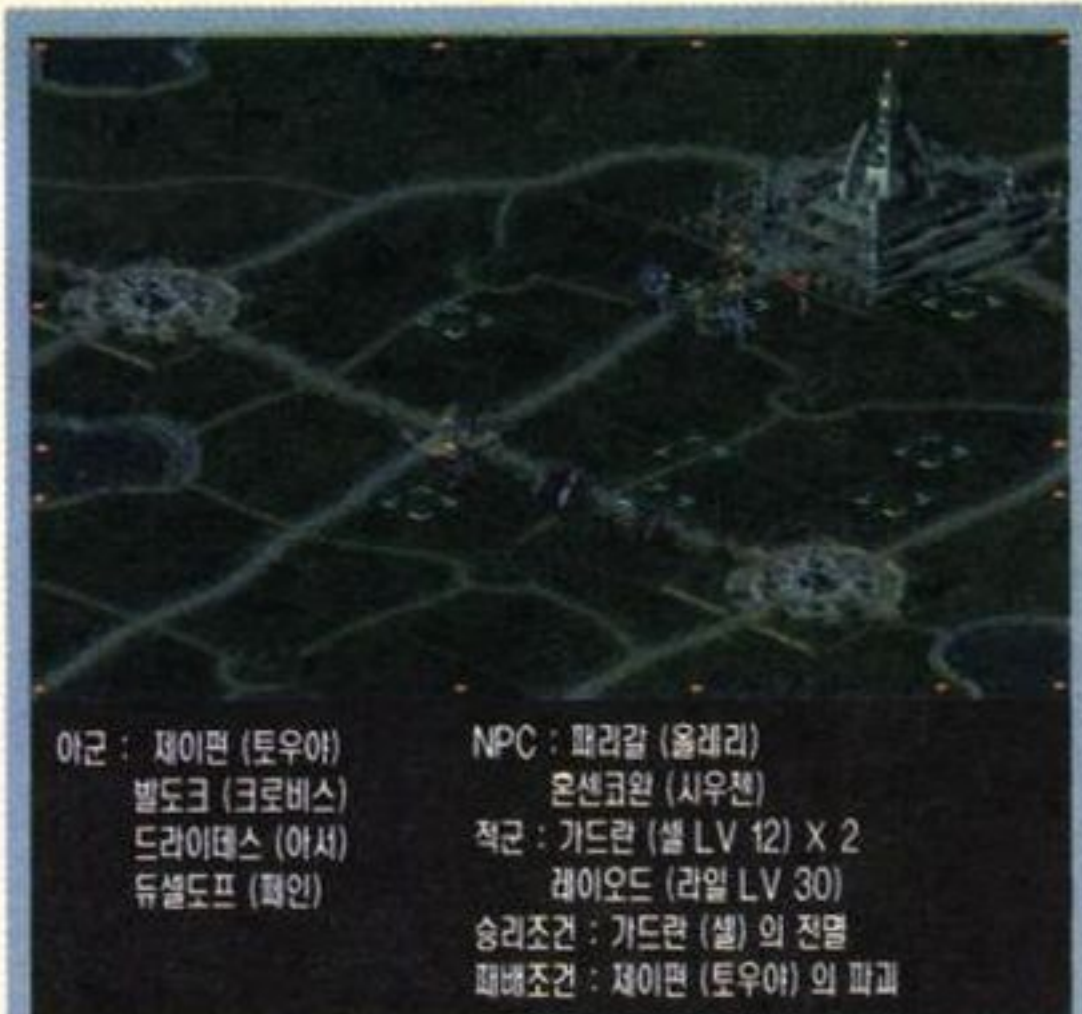 아군 : 제이펀 (토우야)
발도크 (크로비스)
드라이데스 (아서)
듀셀도프 (페인)
NPC : 패리갈 (올레리)
몬센코완 (시우첸)
적군 : 가드란 (셀 LV 12) X 2
레이오드 (라일 LV 30)
승리조건 : 가드란 (셀) 의 전멸
패배조건 : 제이펀 (토우야) 의 파괴